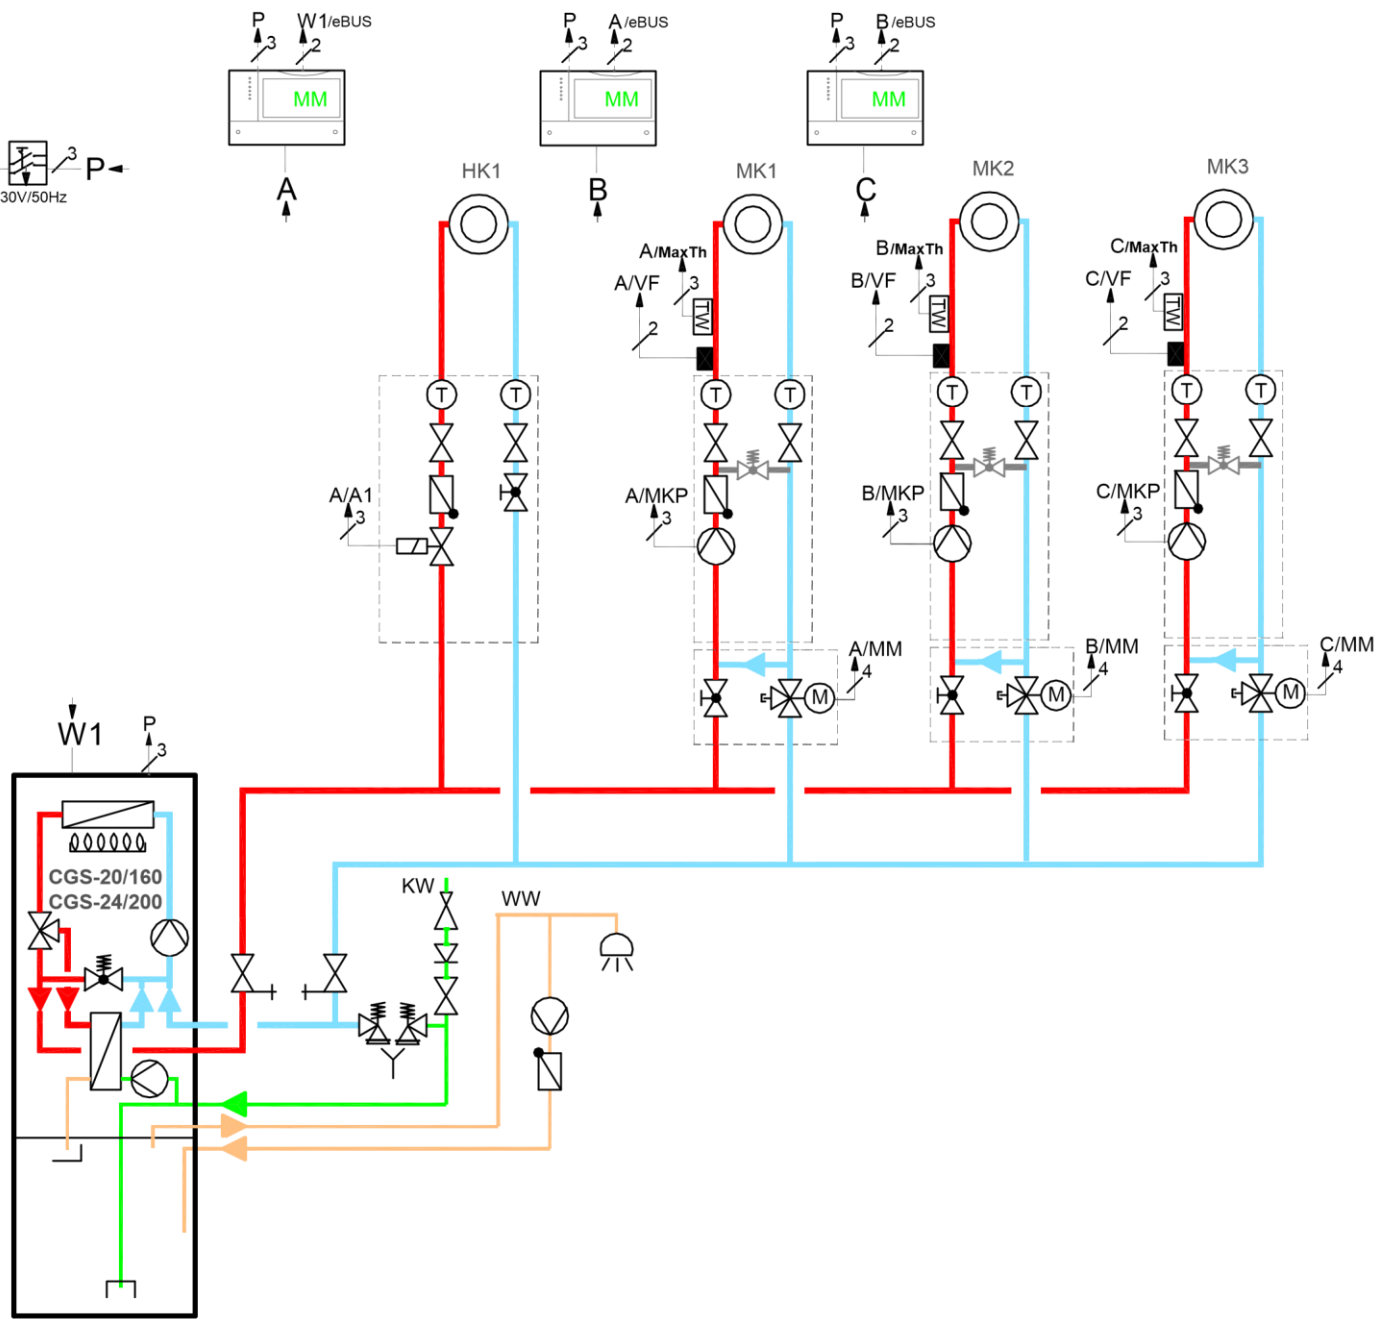 P W1/eBUS
3 2
MM
A
P A/eBUS
3 2
MM
B
P B/eBUS
3 2
MM
C
3 P
30V/50Hz
HK1
MK1
MK2
MK3
A/MaxTh
3
A/VF
2
TW
B/MaxTh
3
B/VF
2
TW
C/MaxTh
3
C/VF
2
TW
T T
T T
T T
T T
A/A1
3
A/MKP
3
B/MKP
3
C/MKP
3
A/MM
4
M
B/MM
4
M
C/MM
4
M
W1
P
3
CGS-20/160
CGS-24/200
KW
WW